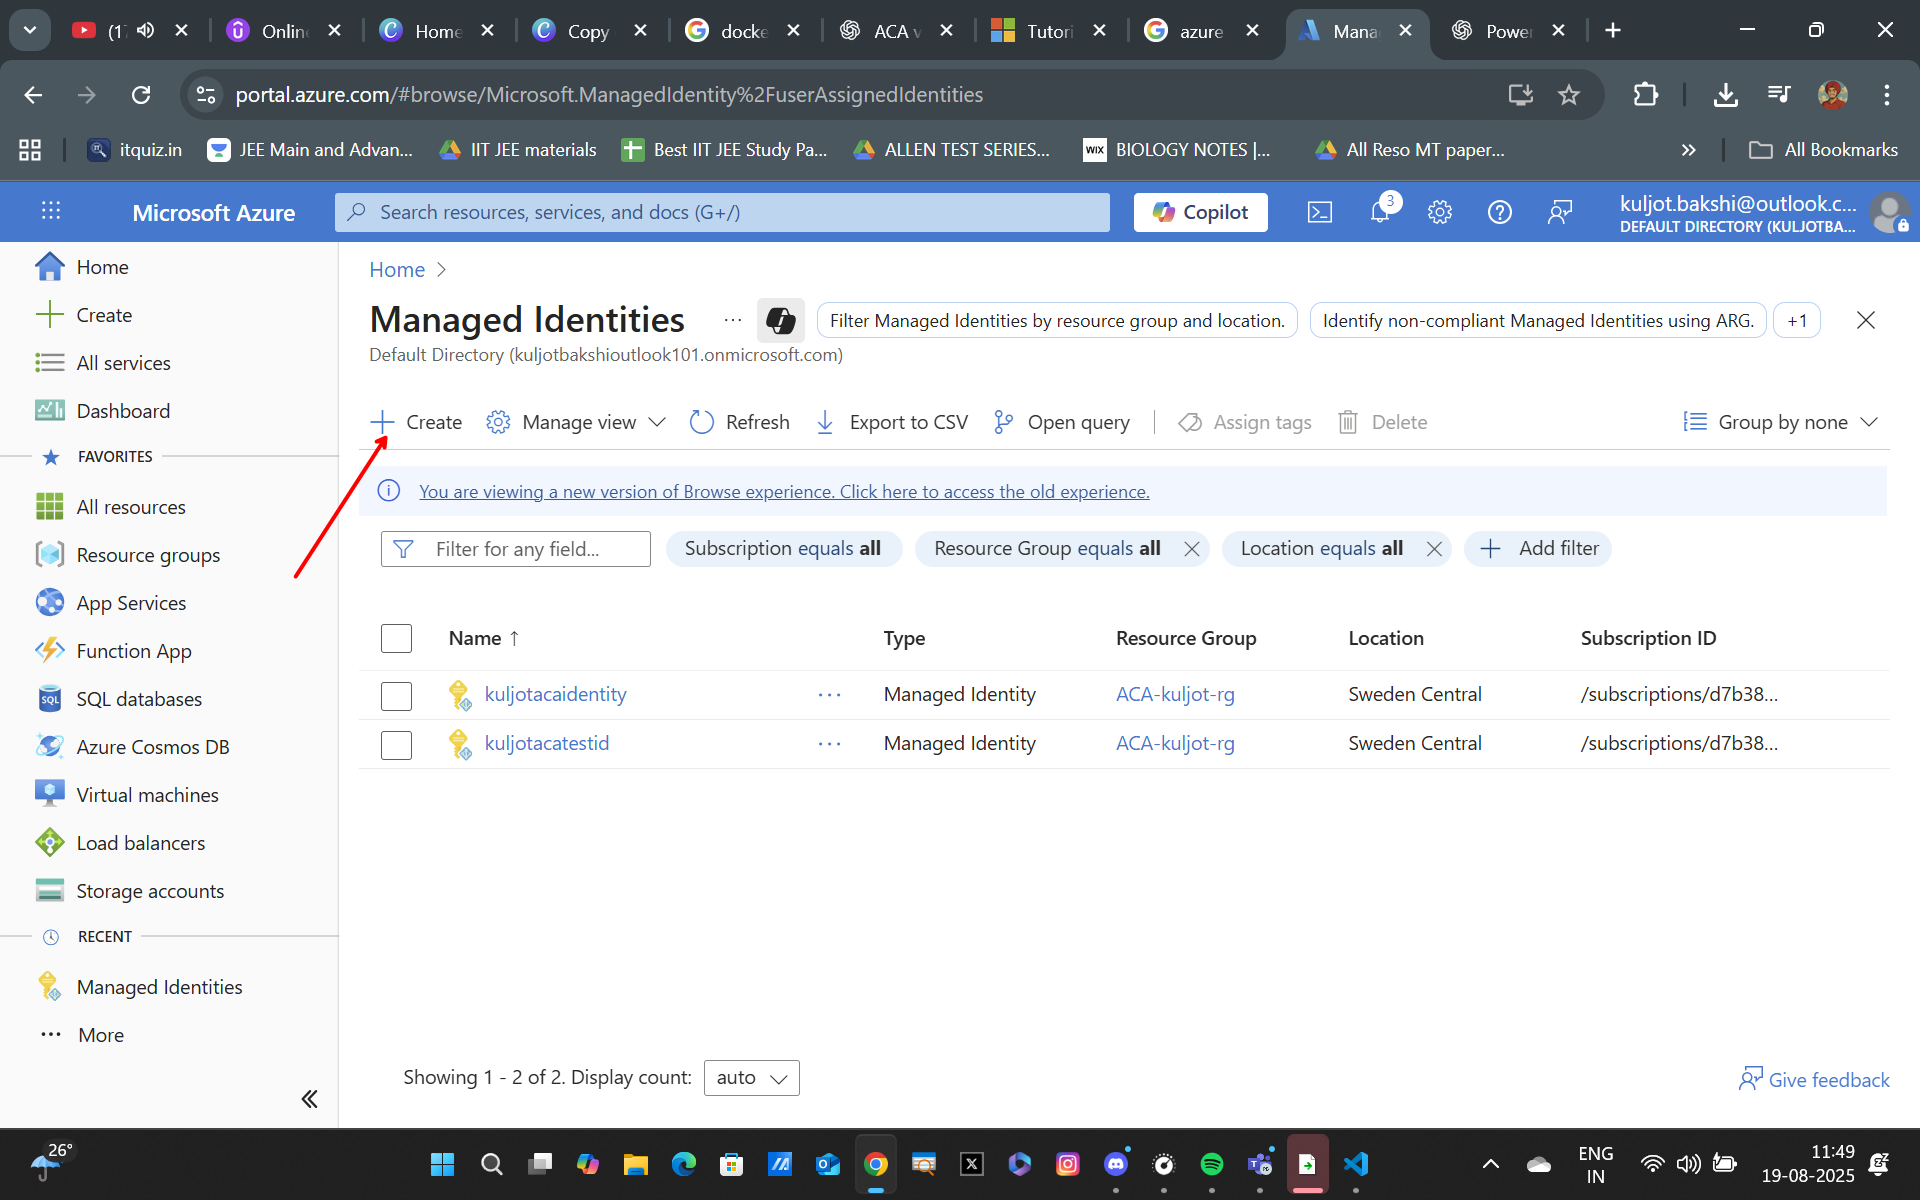 (1
Onlin
Home
Copy
docke
ACA v
Tutori
azure
Mana
Power
portal.azure.com/#browse/Microsoft.ManagedIdentity%2FuserAssignedIdentities
itquiz.in
JEE Main and Advan...
IIT JEE materials
Best IIT JEE Study Pa...
ALLEN TEST SERIES...
WIX
BIOLOGY NOTES |...
All Reso MT paper...
All Bookmarks
Microsoft Azure
Search resources, services, and docs (G+/)
Copilot
3
kuljot.bakshi@outlook.c...
DEFAULT DIRECTORY (KULJOTBA...
Home
Create
All services
Dashboard
FAVORITES
All resources
Resource groups
App Services
Function App
SQL
SQL databases
Azure Cosmos DB
Virtual machines
Load balancers
Storage accounts
RECENT
Managed Identities
More
Home
Managed Identities
Filter Managed Identities by resource group and location.
Identify non-compliant Managed Identities using ARG.
+1
Default Directory (kuljotbakshioutlook101.onmicrosoft.com)
Create
Manage view
Refresh
Export to CSV
Open query
Assign tags
Delete
Group by none
You are viewing a new version of Browse experience. Click here to access the old experience.
Filter for any field...
Subscription equals all
Resource Group equals all
Location equals all
Add filter
Name ↑ Type Resource Group Location Subscription ID
kuljotacaidentity ... Managed Identity ACA-kuljot-rg Sweden Central /subscriptions/d7b38...
kuljotacatestid ... Managed Identity ACA-kuljot-rg Sweden Central /subscriptions/d7b38...
Showing 1 - 2 of 2. Display count: auto
Give feedback
26°
ENG
IN
11:49
19-08-2025